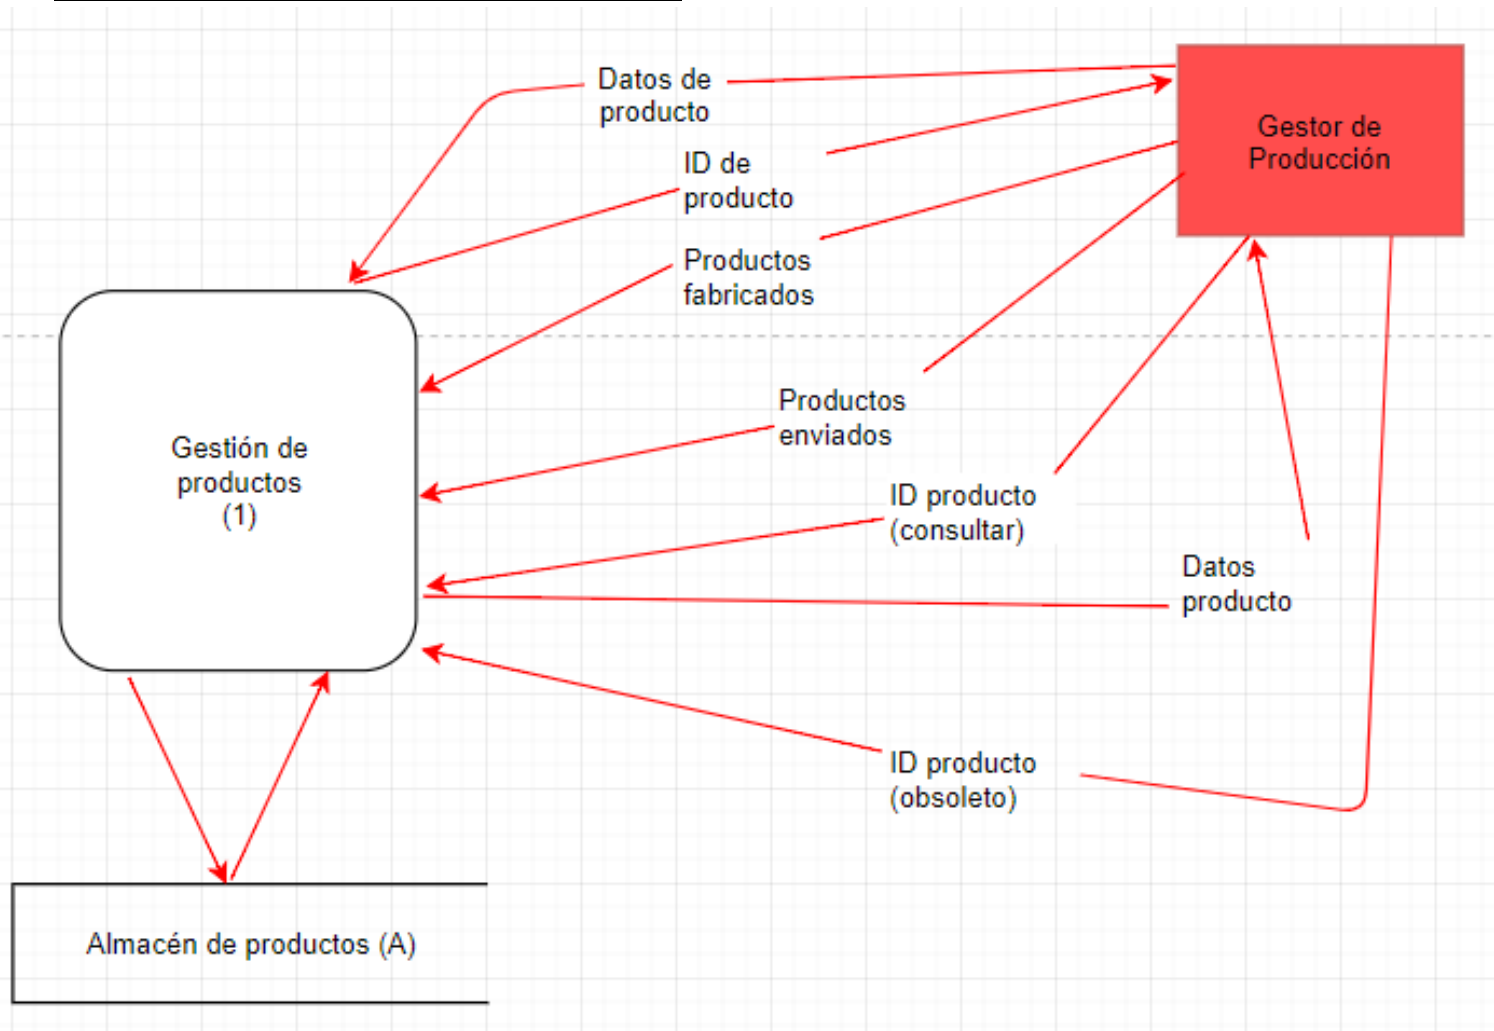 Datos de
producto
Gestor de
Producción
ID de
producto
Productos
fabricados
Productos
enviados
Gestión de
productos
(1)
ID producto
(consultar)
Datos
producto
ID producto
(obsoleto)
Almacén de productos (A)